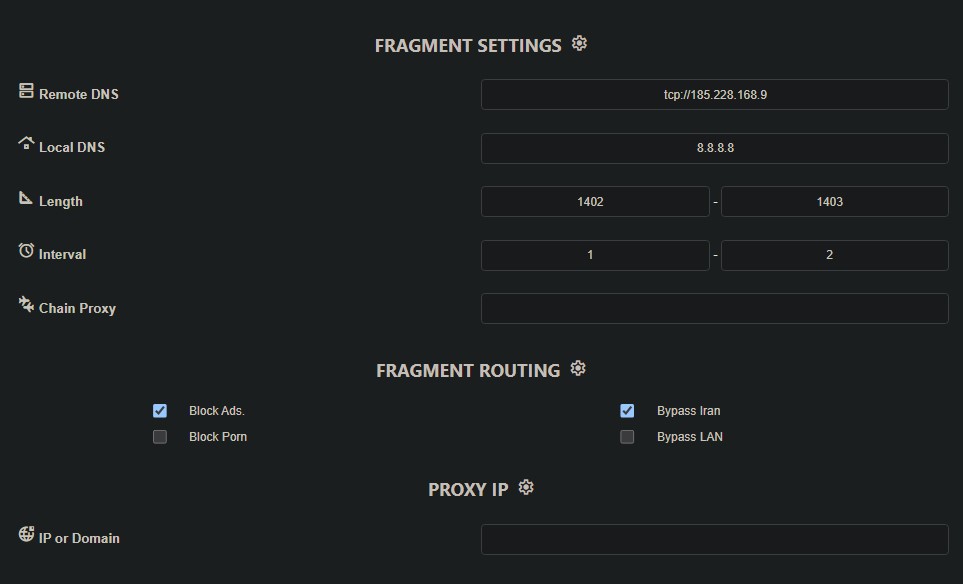 FRAGMENT SETTINGS
Remote DNS tcp://185.228.168.9
Local DNS 8.8.8.8
Length 1402 - 1403
Interval 1 - 2
Chain Proxy
FRAGMENT ROUTING
Block Ads. Bypass Iran
Block Porn Bypass LAN
PROXY IP
IP or Domain